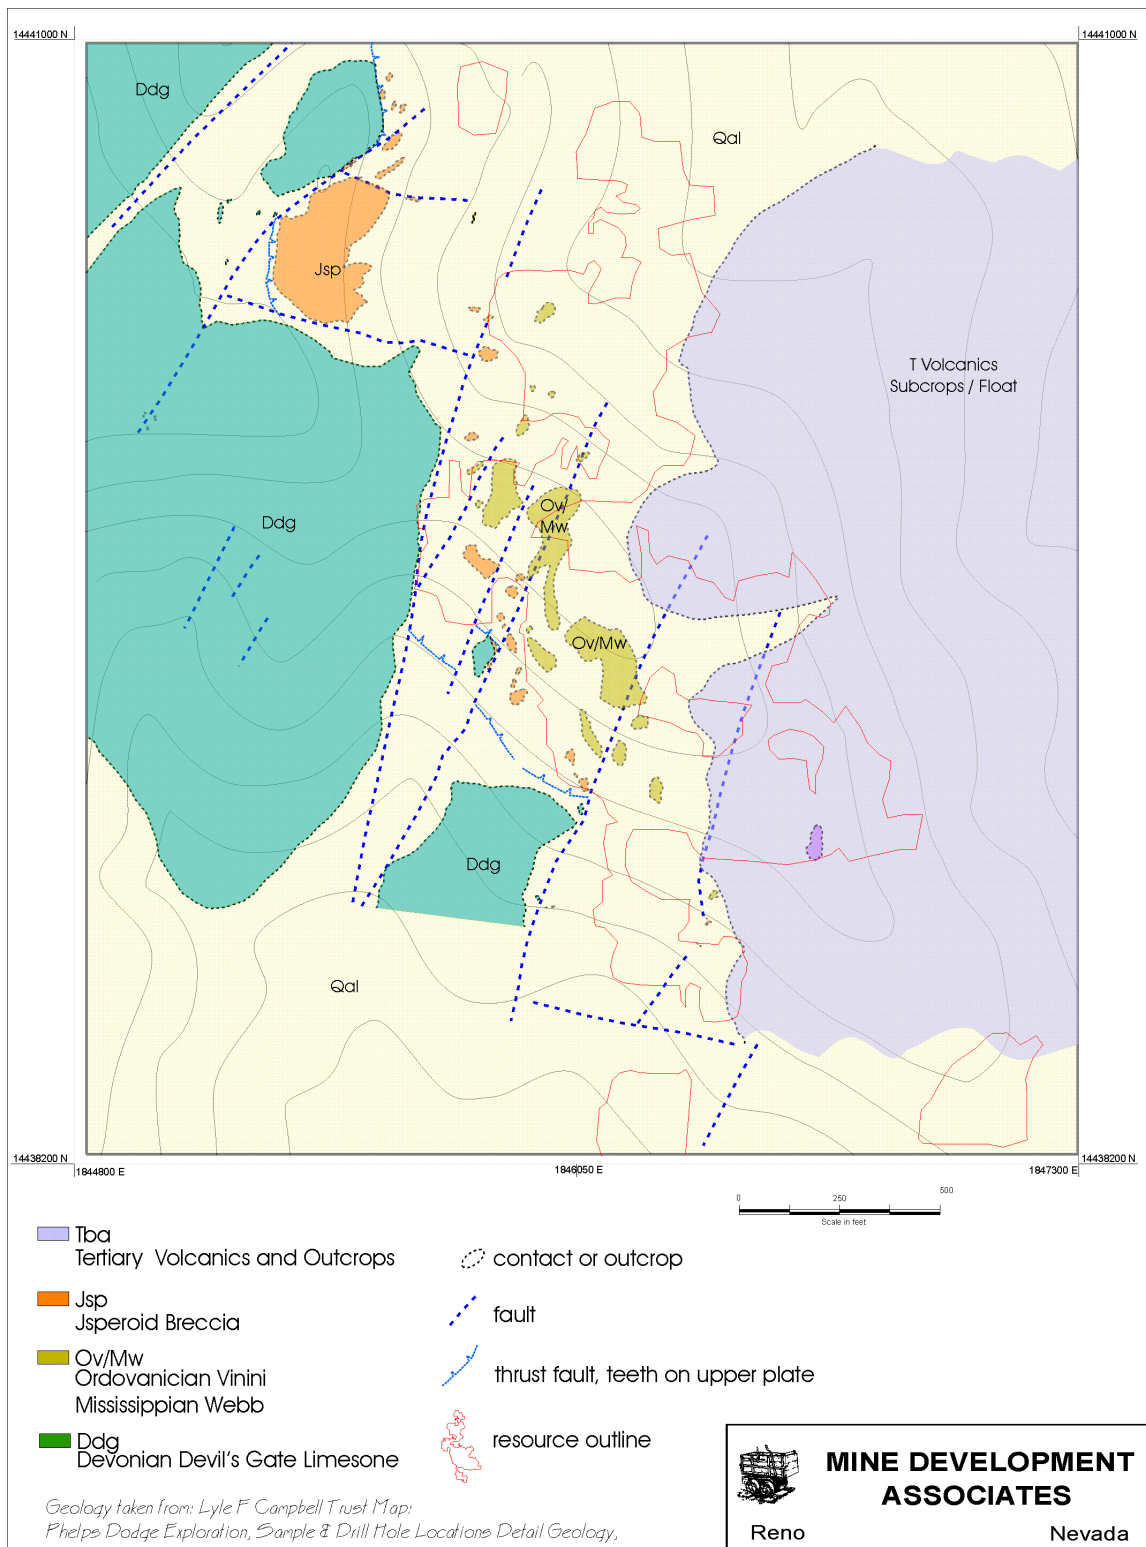 14441000 N
14441000 N
Ddg
Qal
Jsp
T Volcanics
Subcrops / Float
Ov/
Mw
Ddg
Ov/Mw
Ddg
Qal
14438200 N
14438200 N
1844800 E
1846050 E
1847300 E
0
250
500
Scale in feet
Tba
Tertiary Volcanics and Outcrops
contact or outcrop
Jsp
Jsperoid Breccia
fault
Ov/Mw
Ordovanician Vinini
Mississippian Webb
thrust fault, teeth on upper plate
Ddg
Devonian Devil's Gate Limesone
resource outline
MINE DEVELOPMENT
ASSOCIATES
Reno
Nevada
Geology taken from: Lyle F Campbell Trust Map:
Phelps Dodge Exploration, Sample & Drill Hole Locations Detail Geology,